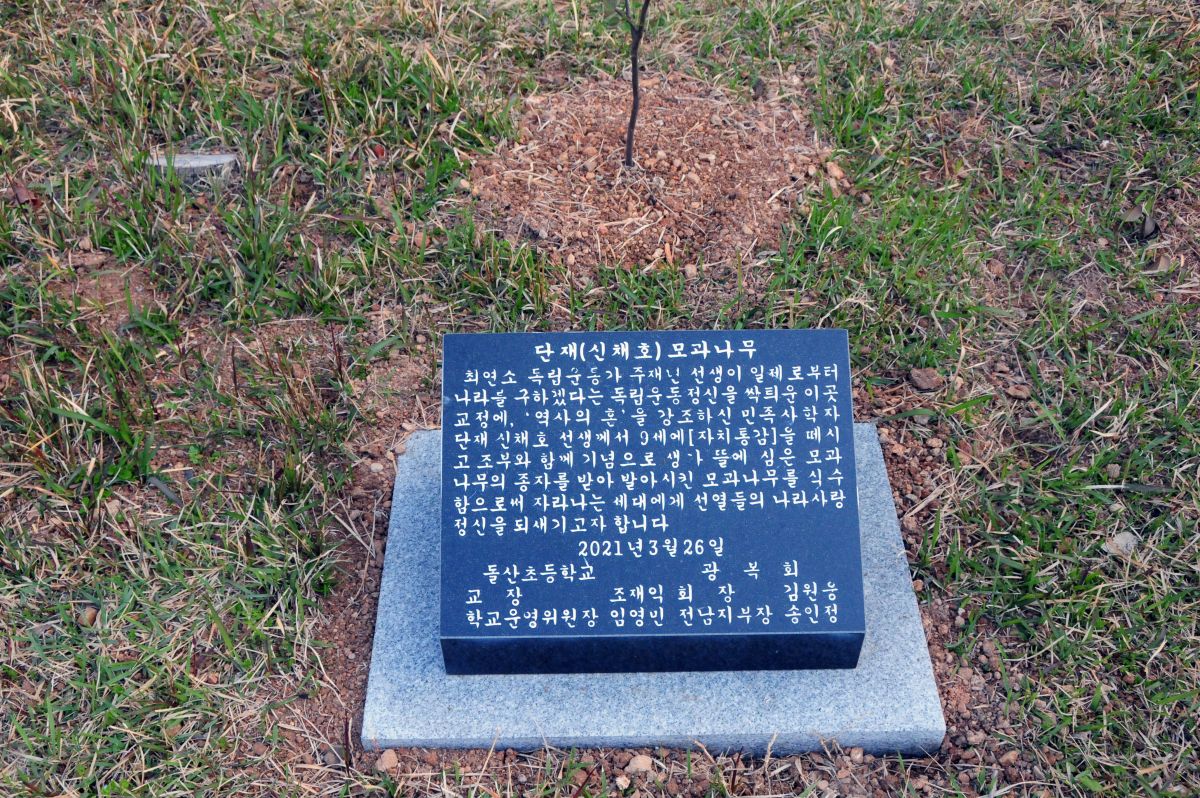 단재(신채호) 모과나무
최연소 독립운동가 주재년 선생이 일제로부터
나라를 구하겠다는 독립운동정신을 싹틔운 이곳
교정에, '역사의 혼'을 강조하신 민족사학자
단재 신채호 선생께서 9세에[자치통감]을 떼시
고 조부와 함께 기념으로 생가 뜰에 심은 모과
나무의 종자를 받아 발아시킨 모과나무를 식수
함으로써 자라나는 세대에게 선열들의 나라사랑
정신을 되새기고자 합니다
2021년 3월 26일
돌산초등학교 광 복 회
교 장 조재익 회 장 김원웅
학교운영위원장 임영민 전남지부장 송인정